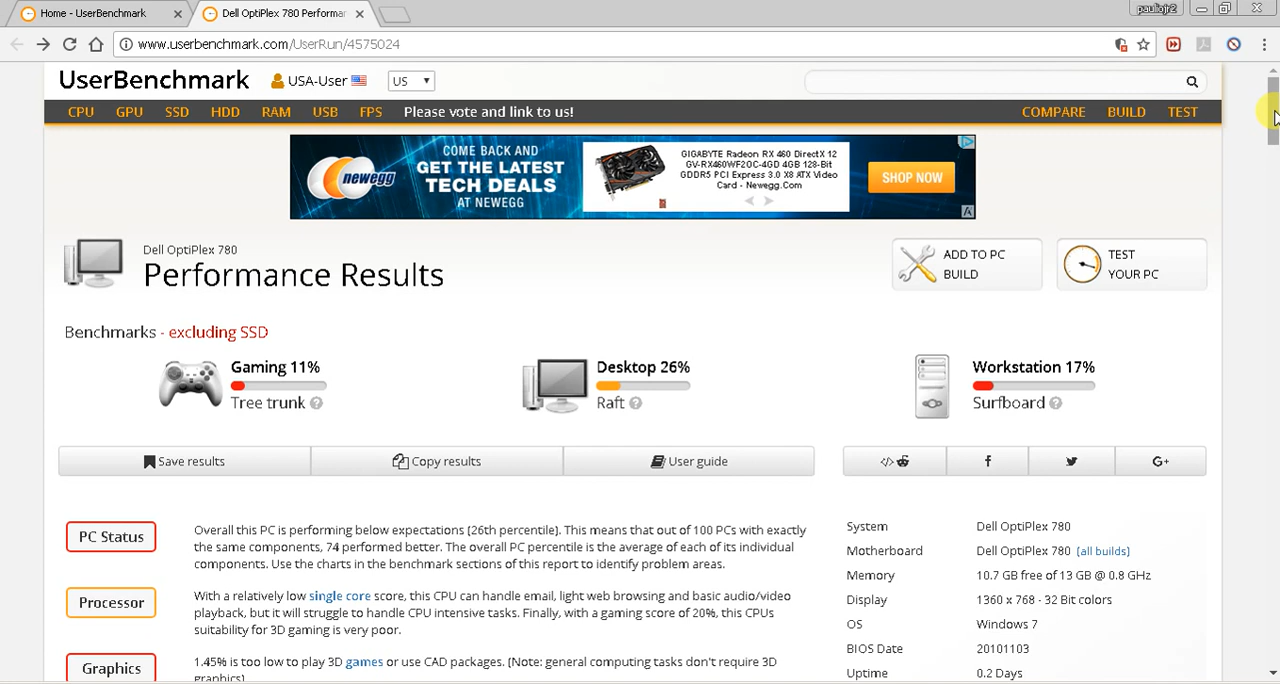 Home - UserBenchmark
Dell OptiPlex 780 Performan
paulojr2
www.userbenchmark.com/UserRun/4575024
UserBenchmark
USA-User
US
CPU GPU SSD HDD RAM USB FPS Please vote and link to us! COMPARE BUILD TEST
newegg
COME BACK AND
GET THE LATEST
TECH DEALS
AT NEWEGG
GIGABYTE Radeon RX 460 DirectX 12
GV-RX460WF2OC-4GD 4GB 128-Bit
GDDR5 PCI Express 3.0 X8 ATX Video
Card - Newegg.Com
SHOP NOW
Dell OptiPlex 780
Performance Results
ADD TO PC
BUILD
TEST
YOUR PC
Benchmarks - excluding SSD
Gaming 11%
Tree trunk
Desktop 26%
Raft
Workstation 17%
Surfboard
Save results
Copy results
User guide
G+
PC Status
Overall this PC is performing below expectations (26th percentile). This means that out of 100 PCs with exactly
the same components, 74 performed better. The overall PC percentile is the average of each of its individual
components. Use the charts in the benchmark sections of this report to identify problem areas.
Processor
With a relatively low single core score, this CPU can handle email, light web browsing and basic audio/video
playback, but it will struggle to handle CPU intensive tasks. Finally, with a gaming score of 20%, this CPUs
suitability for 3D gaming is very poor.
Graphics
1.45% is too low to play 3D games or use CAD packages. (Note: general computing tasks don't require 3D
graphics)
System Dell OptiPlex 780
Motherboard Dell OptiPlex 780 (all builds)
Memory 10.7 GB free of 13 GB @ 0.8 GHz
Display 1360 x 768 - 32 Bit colors
OS Windows 7
BIOS Date 20101103
Uptime 0.2 Days